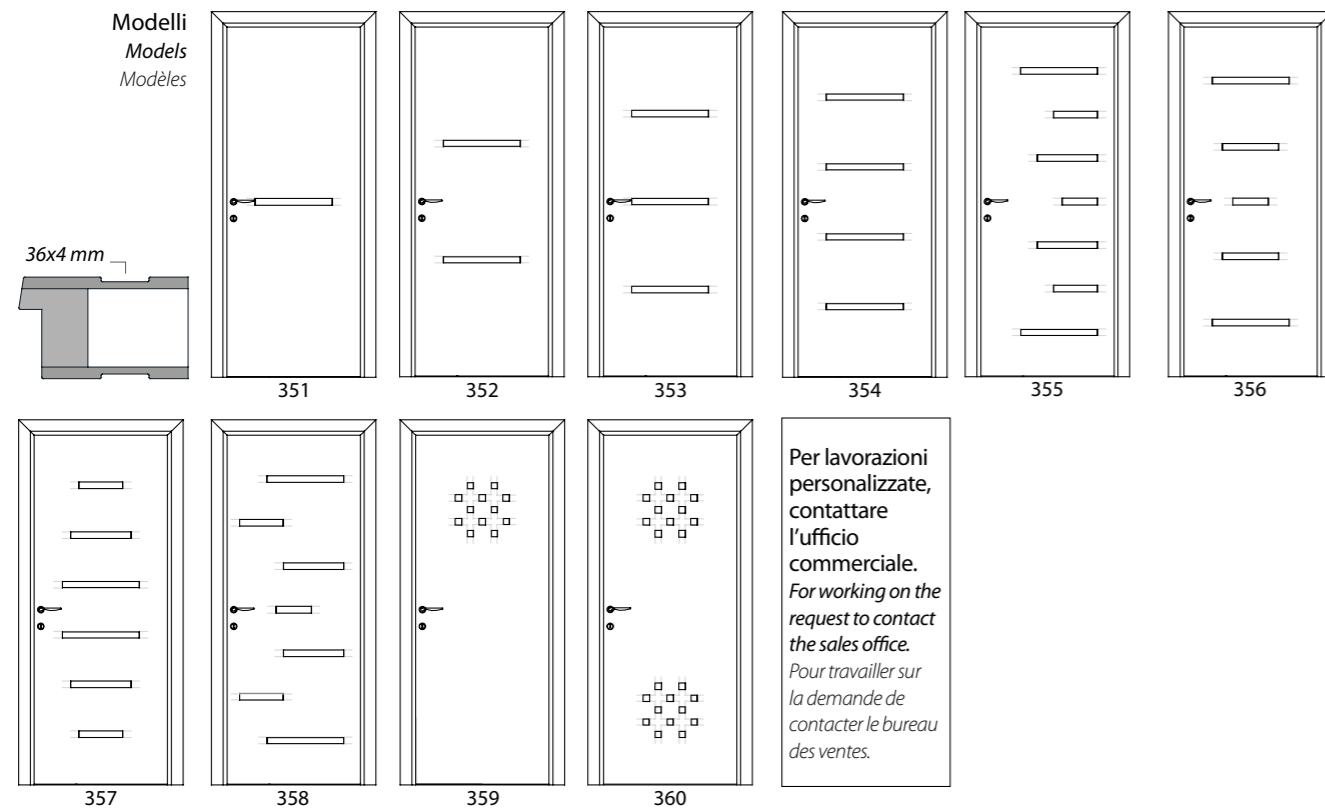 Modelli
Models
Modèles
36x4 mm
351
352
353
354
355
356
357
358
359
360
Per lavorazioni
personalizzate,
contattare
l'ufficio
commerciale.
For working on the
request to contact
the sales office.
Pour travailler sur
la demande de
contacter le bureau
des ventes.